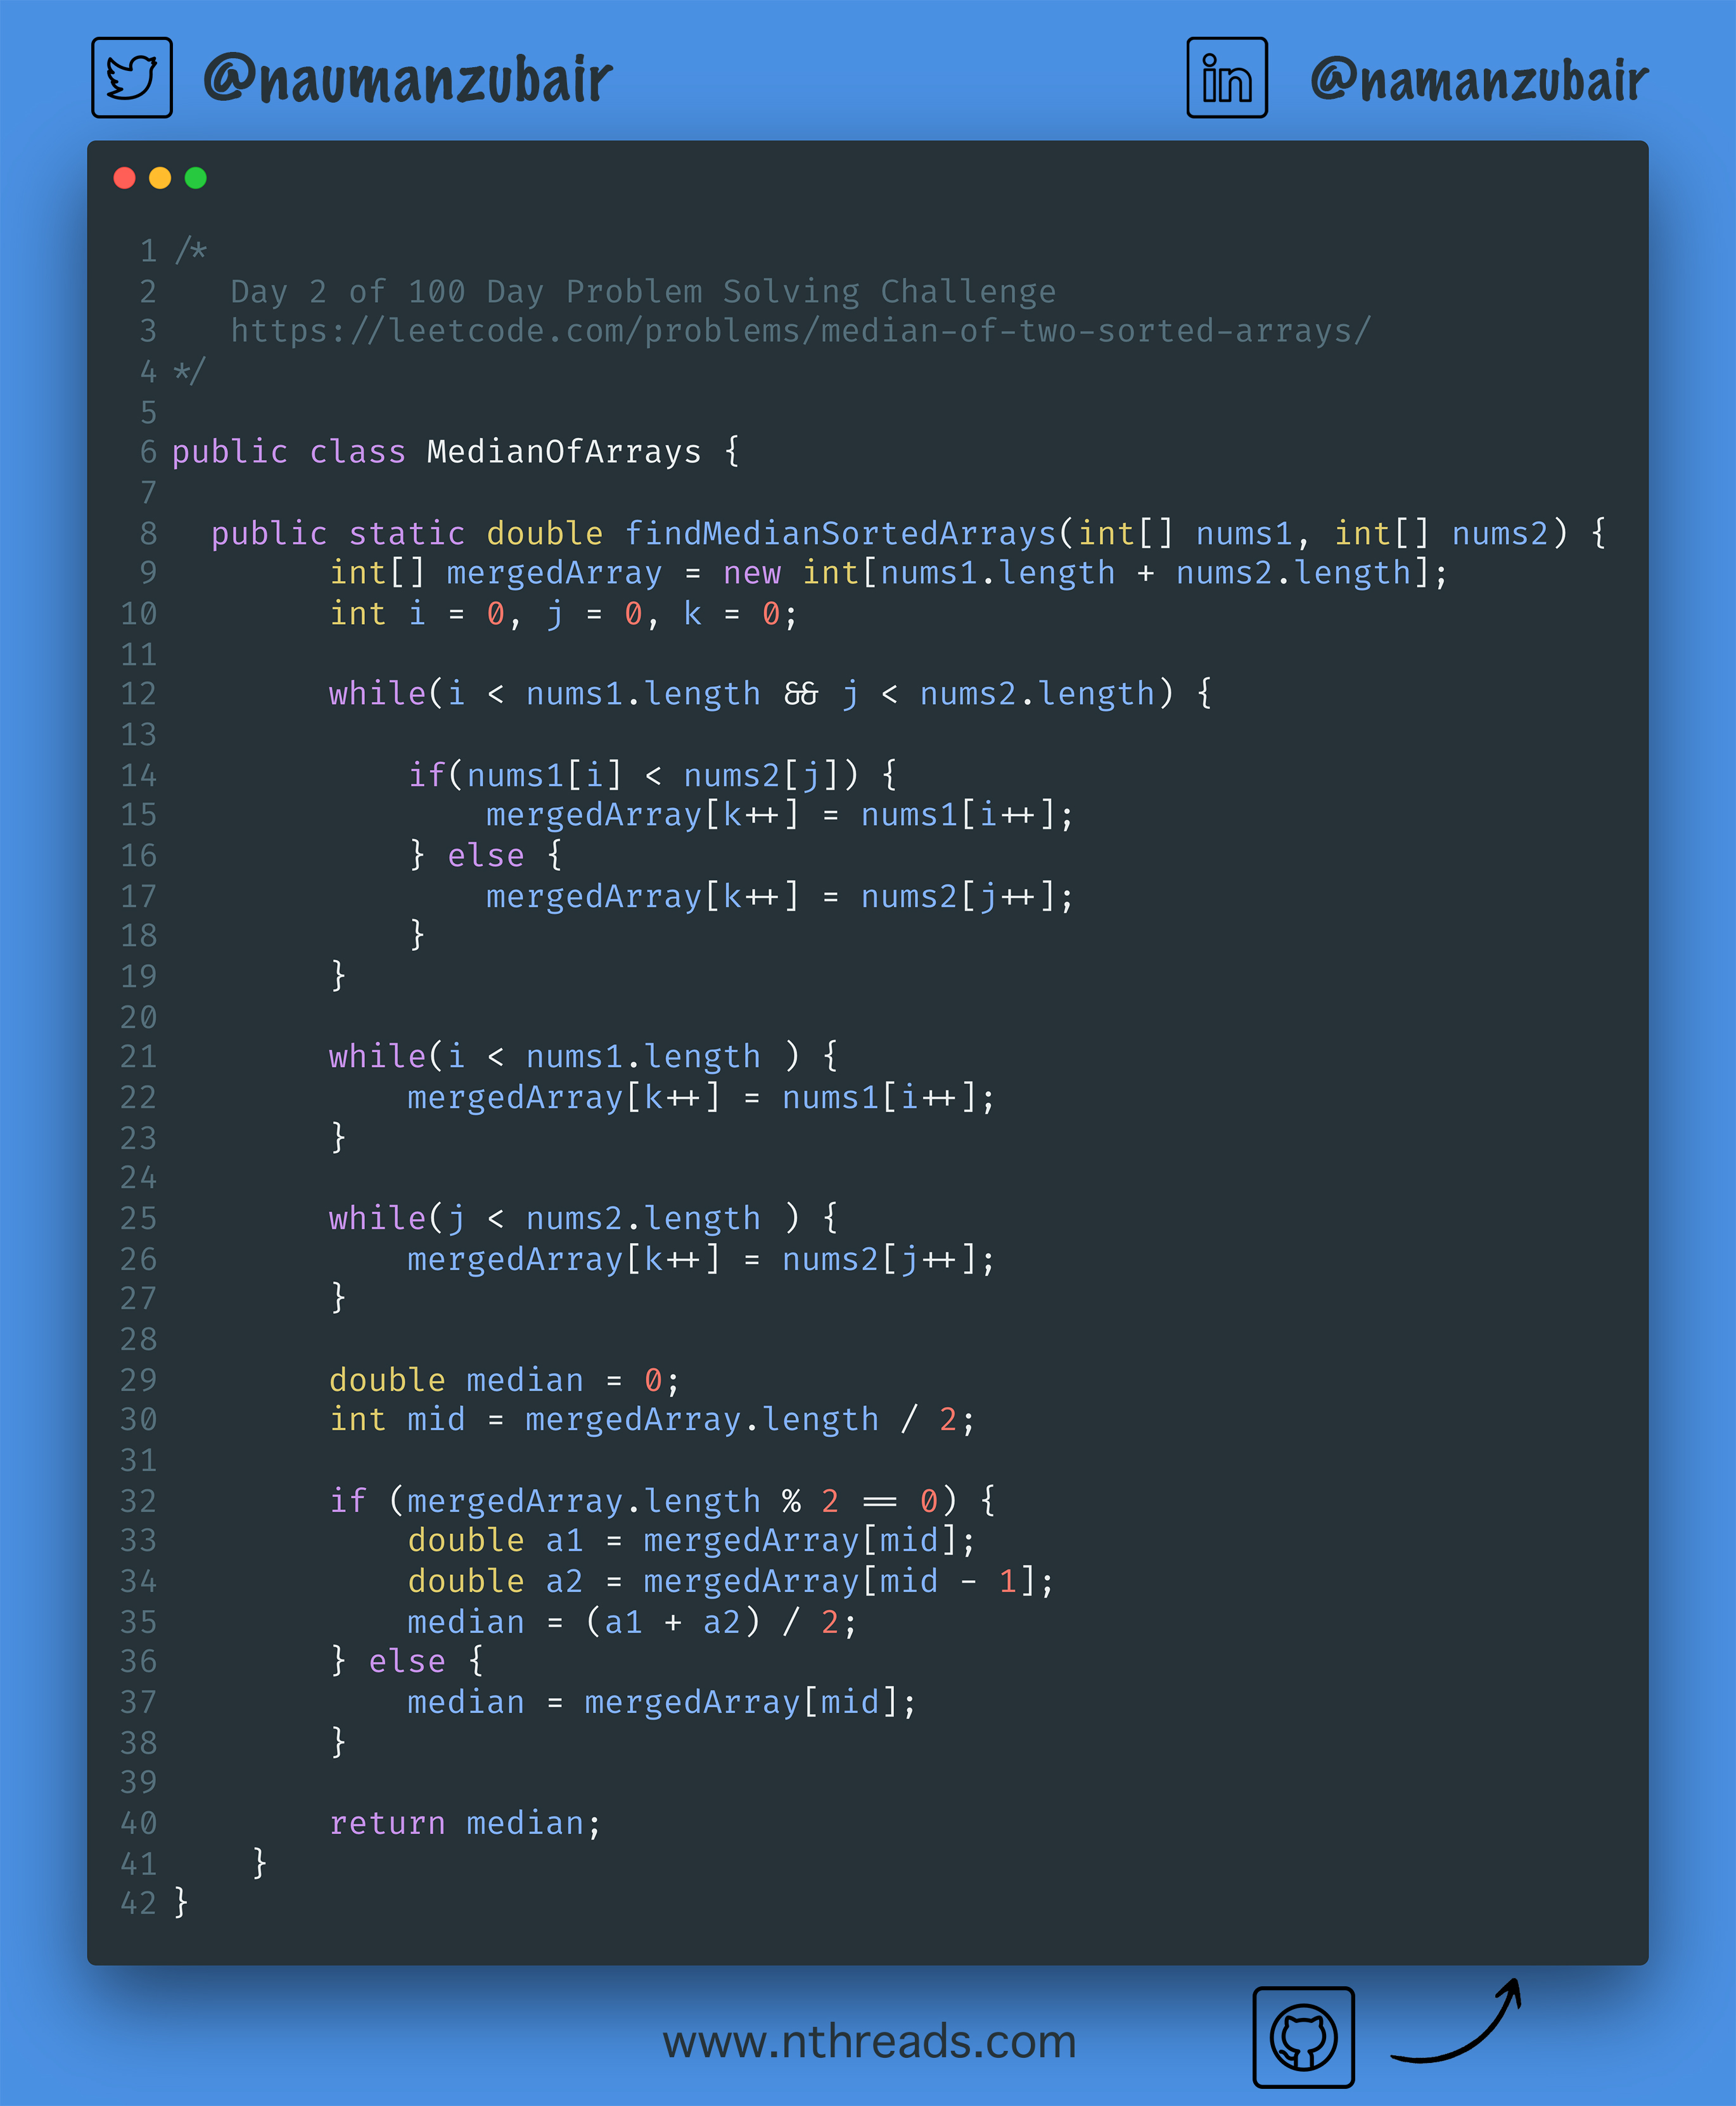 @naumanzubair
@namanzubair
1 /*
2    Day 2 of 100 Day Problem Solving Challenge
3    https://leetcode.com/problems/median-of-two-sorted-arrays/
4 */
5
6 public class MedianOfArrays {
7
8   public static double findMedianSortedArrays(int[] nums1, int[] nums2) {
9         int[] mergedArray = new int[nums1.length + nums2.length];
10         int i = 0, j = 0, k = 0;
11
12         while(i < nums1.length && j < nums2.length) {
13
14             if(nums1[i] < nums2[j]) {
15                 mergedArray[k++] = nums1[i++];
16             } else {
17                 mergedArray[k++] = nums2[j++];
18             }
19         }
20
21         while(i < nums1.length ) {
22             mergedArray[k++] = nums1[i++];
23         }
24
25         while(j < nums2.length ) {
26             mergedArray[k++] = nums2[j++];
27         }
28
29         double median = 0;
30         int mid = mergedArray.length / 2;
31
32         if (mergedArray.length % 2 == 0) {
33             double a1 = mergedArray[mid];
34             double a2 = mergedArray[mid - 1];
35             median = (a1 + a2) / 2;
36         } else {
37             median = mergedArray[mid];
38         }
39
40         return median;
41     }
42 }
www.nthreads.com